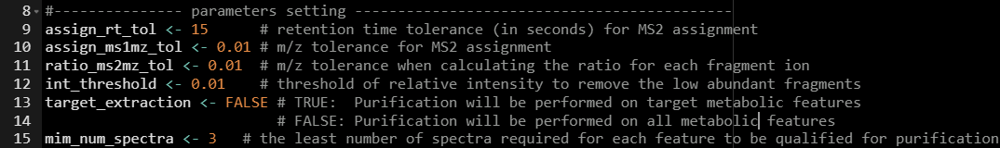 8 #--------------- parameters setting --------------------------------------------
9 assign_rt_tol <- 15      # retention time tolerance (in seconds) for MS2 assignment
10 assign_ms1mz_tol <- 0.01 # m/z tolerance for MS2 assignment
11 ratio_ms2mz_tol <- 0.01  # m/z tolerance when calculating the ratio for each fragment ion
12 int_threshold <- 0.01    # threshold of relative intensity to remove the low abundant fragments
13 target_extraction <- FALSE # TRUE:  Purification will be performed on target metabolic features
14                            # FALSE: Purification will be performed on all metabolic features
15 mim_num_spectra <- 3   # the least number of spectra required for each feature to be qualified for purification